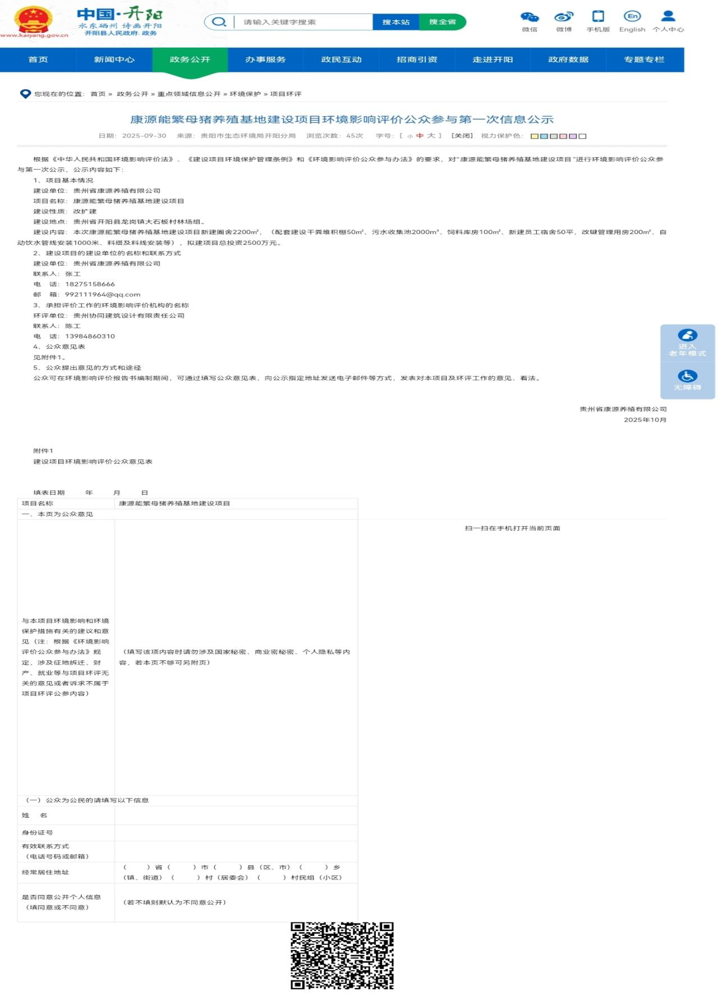 中国·开阳
水东硒州 诗画开阳
开阳县人民政府.政务
www.kaiyang.gov.cn
请输入关键字搜索 搜本站 搜全省
微信 微博 手机版 English 个人中心
首页 新闻中心 政务公开 办事服务 政民互动 招商引资 走进开阳 政府数据 专题专栏
您现在的位置：首页 » 政务公开 » 重点领域信息公开 » 环境保护 » 项目环评
康源能繁母猪养殖基地建设项目环境影响评价公众参与第一次信息公示
日期：2025-09-30 来源：贵阳市生态环境局开阳分局 浏览次数：45次 字号：[ 小 中 大 ] [关闭] 视力保护色：
根据《中华人民共和国环境影响评价法》、《建设项目环境保护管理条例》和《环境影响评价公众参与办法》的要求，对“康源能繁母猪养殖基地建设项目”进行环境影响评价公众参
与第一次公示，公示内容如下：
1、项目基本情况
建设单位：贵州省康源养殖有限公司
项目名称：康源能繁母猪养殖基地建设项目
建设性质：改扩建
建设地点：贵州省开阳县龙岗镇大石板村林场组。
建设内容：本次康源能繁母猪养殖基地建设项目新建圈舍2200㎡，（配套建设干粪堆积棚50㎡、污水收集池2000m³、饲料库房100㎡、新建员工宿舍50平，改键管理用房200㎡、自
动饮水管线安装1000米、料塔及料线安装等），拟建项目总投资2500万元。
2、建设项目的建设单位的名称和联系方式
建设单位：贵州省康源养殖有限公司
联系人：张工
电 话：18275158666
邮 箱：992111964@qq.com
3、承担评价工作的环境影响评价机构的名称
环评单位：贵州协同建筑设计有限责任公司
联系人：陈工
电 话：13984860310
4、公众意见表
见附件1。
5、公众提出意见的方式和途径
公众可在环境影响评价报告书编制期间，可通过填写公众意见表，向公示指定地址发送电子邮件等方式，发表对本项目及环评工作的意见、看法。
进入
老年模式
无障碍
贵州省康源养殖有限公司
2025年10月
附件1
建设项目环境影响评价公众意见表
填表日期 年 月 日
项目名称 康源能繁母猪养殖基地建设项目
一、本页为公众意见
扫一扫在手机打开当前页面
与本项目环境影响和环境
保护措施有关的建议和意
见（注：根据《环境影响
评价公众参与办法》规
定，涉及征地拆迁、财
产、就业等与项目环评无
关的意见或者诉求不属于
项目环评公参内容）
（填写该项内容时请勿涉及国家秘密、商业密秘密、个人隐私等内
容，若本页不够可另附页）
（一）公众为公民的请填写以下信息
姓 名
身份证号
有效联系方式
（电话号码或邮箱）
经常居住地址
（ ）省（ ）市（ ）县（区、市）（ ）乡
（镇、街道）（ ）村（居委会）（ ）村民组（小区）
是否同意公开个人信息
（填同意或不同意）
（若不填则默认为不同意公开）